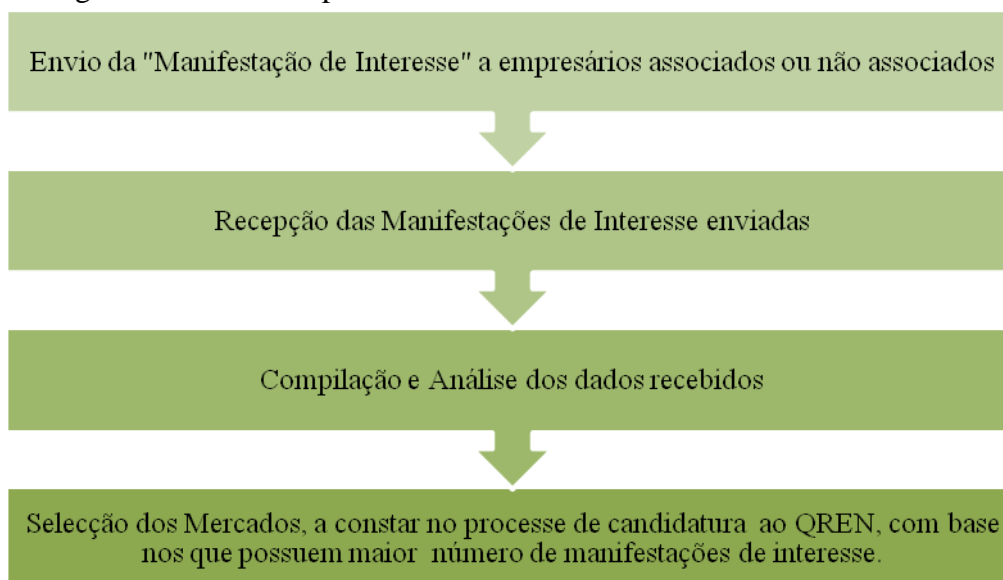 Envio da "Manifestação de Interesse" a empresários associados ou não associados
Recepção das Manifestações de Interesse enviadas
Compilação e Análise dos dados recebidos
Selecção dos Mercados, a constar no processe de candidatura ao QREN, com base
nos que possuem maior número de manifestações de interesse.